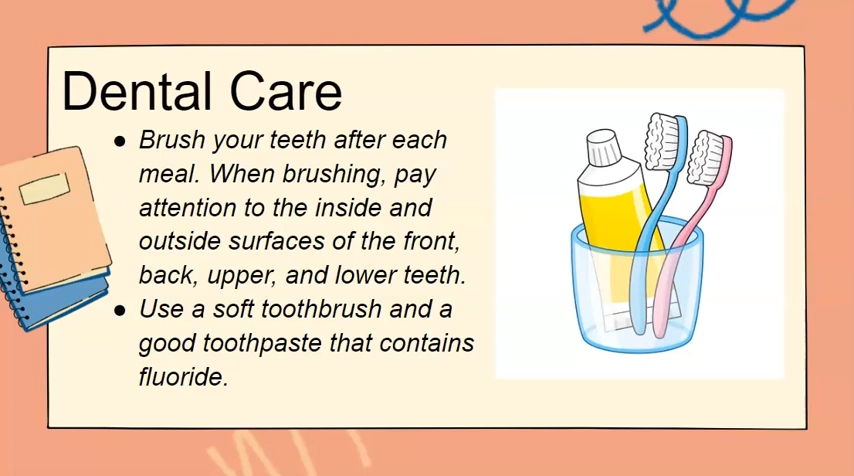 Dental Care
● Brush your teeth after each
meal. When brushing, pay
attention to the inside and
outside surfaces of the front,
back, upper, and lower teeth.
● Use a soft toothbrush and a
good toothpaste that contains
fluoride.